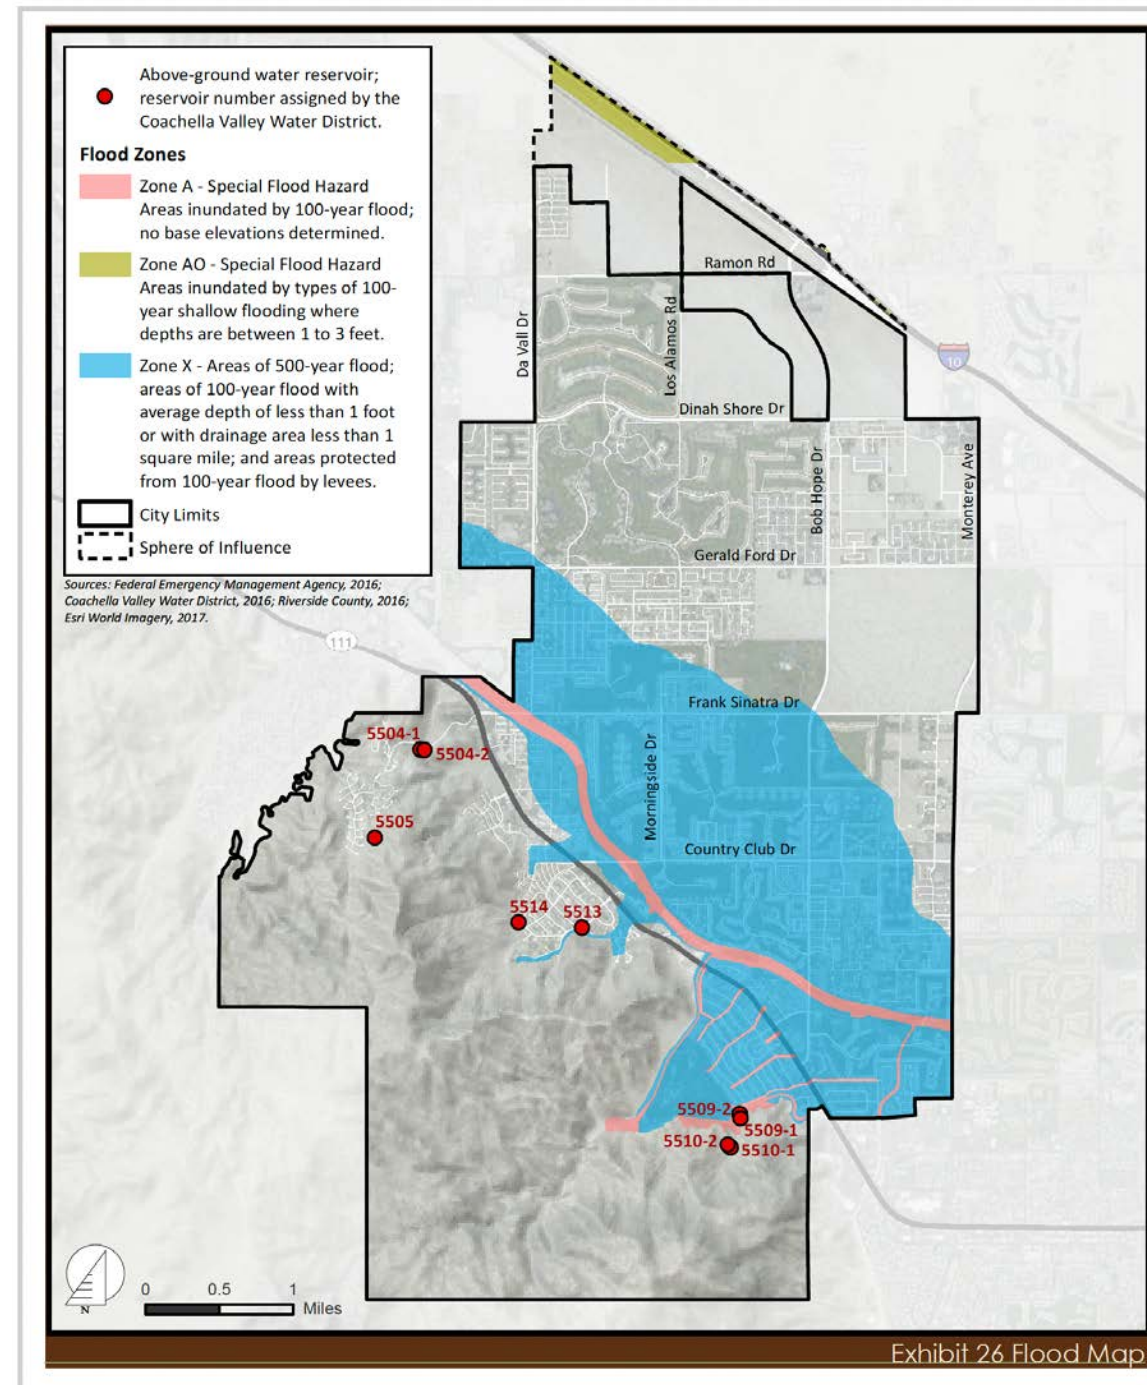 Above-ground water reservoir;
reservoir number assigned by the
Coachella Valley Water District.
Flood Zones
Zone A - Special Flood Hazard
Areas inundated by 100-year flood;
no base elevations determined.
Zone AO - Special Flood Hazard
Areas inundated by types of 100-
year shallow flooding where
depths are between 1 to 3 feet.
Zone X - Areas of 500-year flood;
areas of 100-year flood with
average depth of less than 1 foot
or with drainage area less than 1
square mile; and areas protected
from 100-year flood by levees.
City Limits
Sphere of Influence
Sources: Federal Emergency Management Agency, 2016;
Coachella Valley Water District, 2016; Riverside County, 2016;
Esri World Imagery, 2017.
Ramon Rd
Da Vall Dr
Los Alamos Rd
10
Dinah Shore Dr
Bob Hope Dr
Monterey Ave
Gerald Ford Dr
111
Frank Sinatra Dr
5504-1
5504-2
Morningside Dr
5505
Country Club Dr
5514
5513
5509-2
5509-1
5510-2
5510-1
N
0 0.5 1
Miles
Exhibit 26 Flood Map